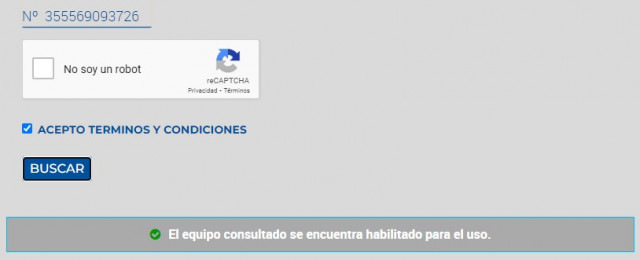 Nº 355569093726
No soy un robot
reCAPTCHA
Privacidad • Términos
ACEPTO TERMINOS Y CONDICIONES
BUSCAR
El equipo consultado se encuentra habilitado para el uso.